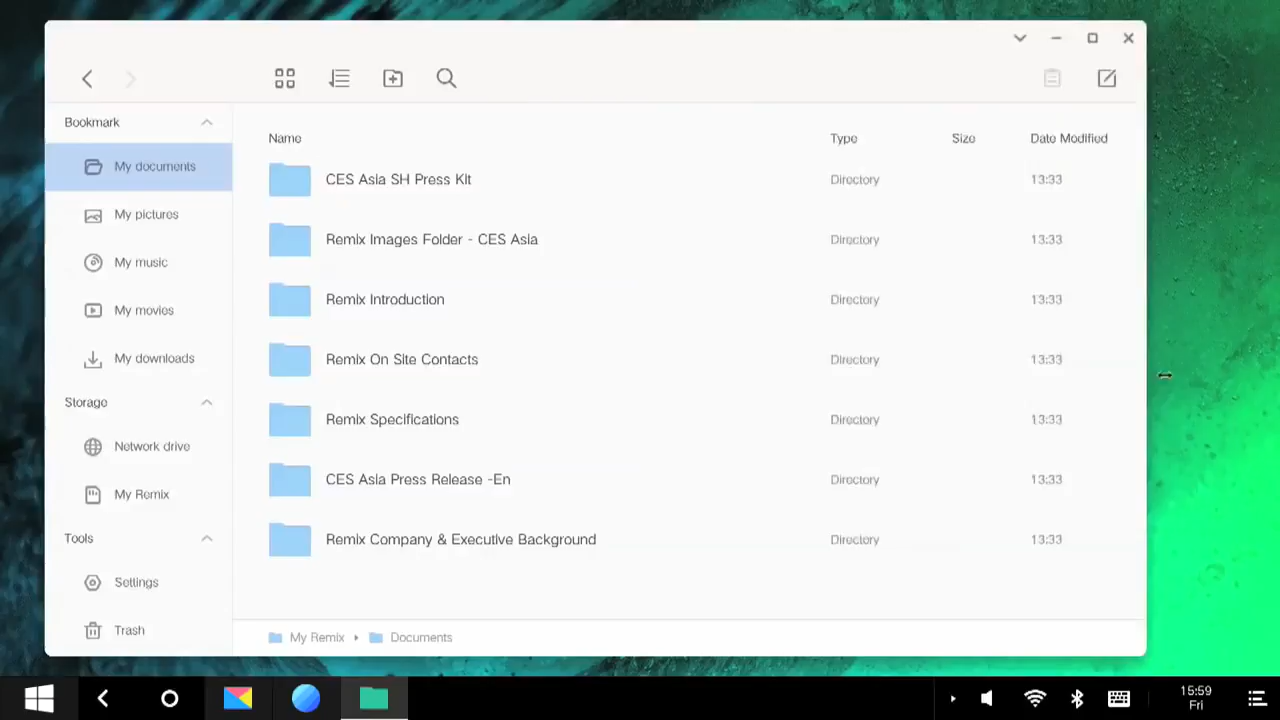 Bookmark
My documents
My pictures
My music
My movies
My downloads
Storage
Network drive
My Remix
Tools
Settings
Trash
Name Type Size Date Modified
CES Asia SH Press Kit Directory 13:33
Remix Images Folder - CES Asia Directory 13:33
Remix Introduction Directory 13:33
Remix On Site Contacts Directory 13:33
Remix Specifications Directory 13:33
CES Asia Press Release -En Directory 13:33
Remix Company & Executive Background Directory 13:33
My Remix Documents
15:59
Fri